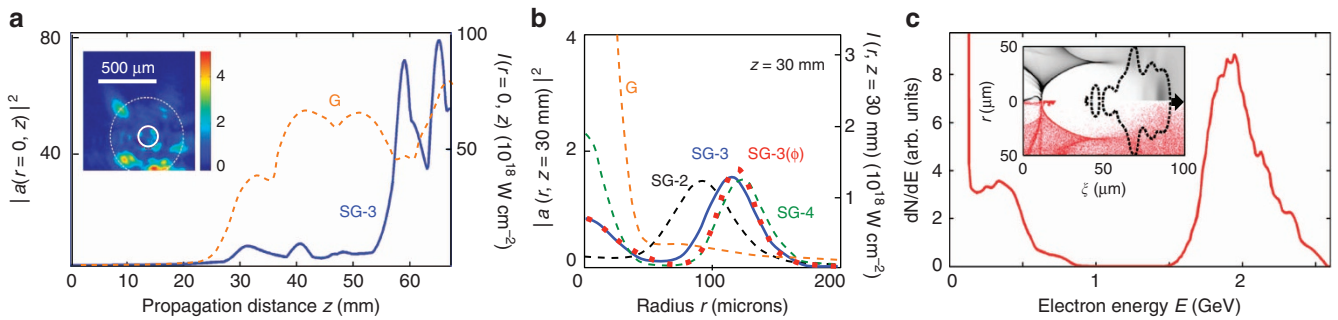 a
80
40
0
| a(r = 0, z) |²
500 μm
4
2
0
G
SG-3
100
50
I (r = 0, z) (10¹⁸ W cm⁻²)
0 10 20 30 40 50 60
Propagation distance z (mm)
b
4
2
0
| a (r, z = 30 mm) |²
z = 30 mm
G
SG-2
SG-3
SG-3(ϕ)
SG-4
3
2
1
0
I (r, z = 30 mm) (10¹⁸ W cm⁻²)
0 100 200
Radius r (microns)
c
8
6
4
2
0
dN/dE (arb. units)
50
0
50
r (μm)
0 50 100
ξ
(μm)
0 1 2
Electron energy E (GeV)